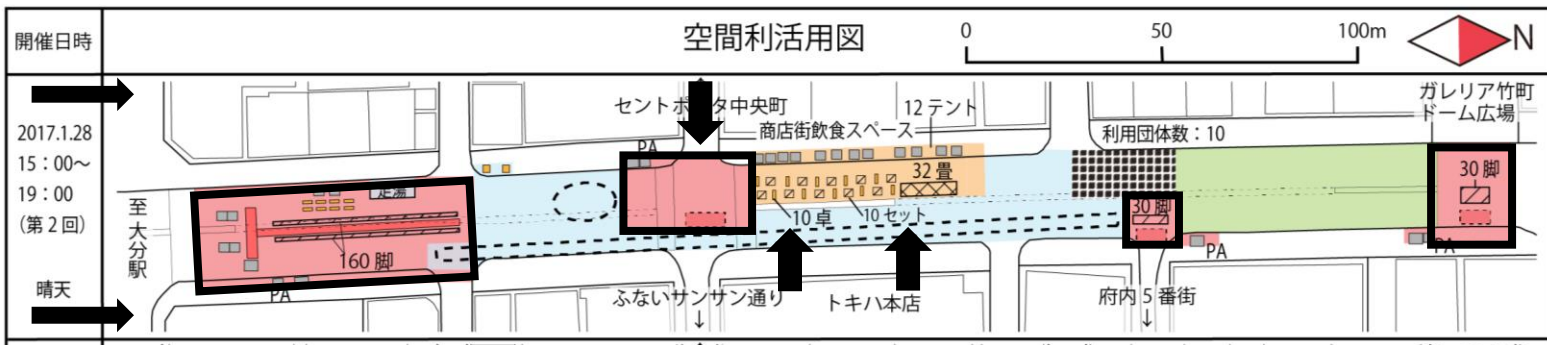 開催日時
空間利活用図
0 50 100m
N
2017.1.28
15：00〜
19：00
（第2回）
晴天
至大分駅
セントポルタ中央町
12テント
商店街飲食スペース
利用団体数：10
ガレリア竹町
ドーム広場
PA
足湯
32畳
30脚
30脚
10卓
10セット
160脚
PA
PA
PA
ふないサンサン通り
↓
トキハ本店
府内5番街
↓